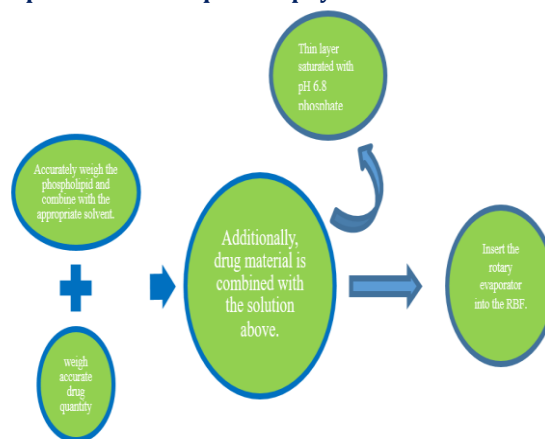 Thin layer
saturated with
pH 6.8
phosphate
Accurately weigh the
phospholipid and
combine with the
appropriate solvent.
Additionally,
drug material is
combined with
the solution
above.
Insert the
rotary
evaporator
into the RBF.
weigh
accurate
drug
quantity